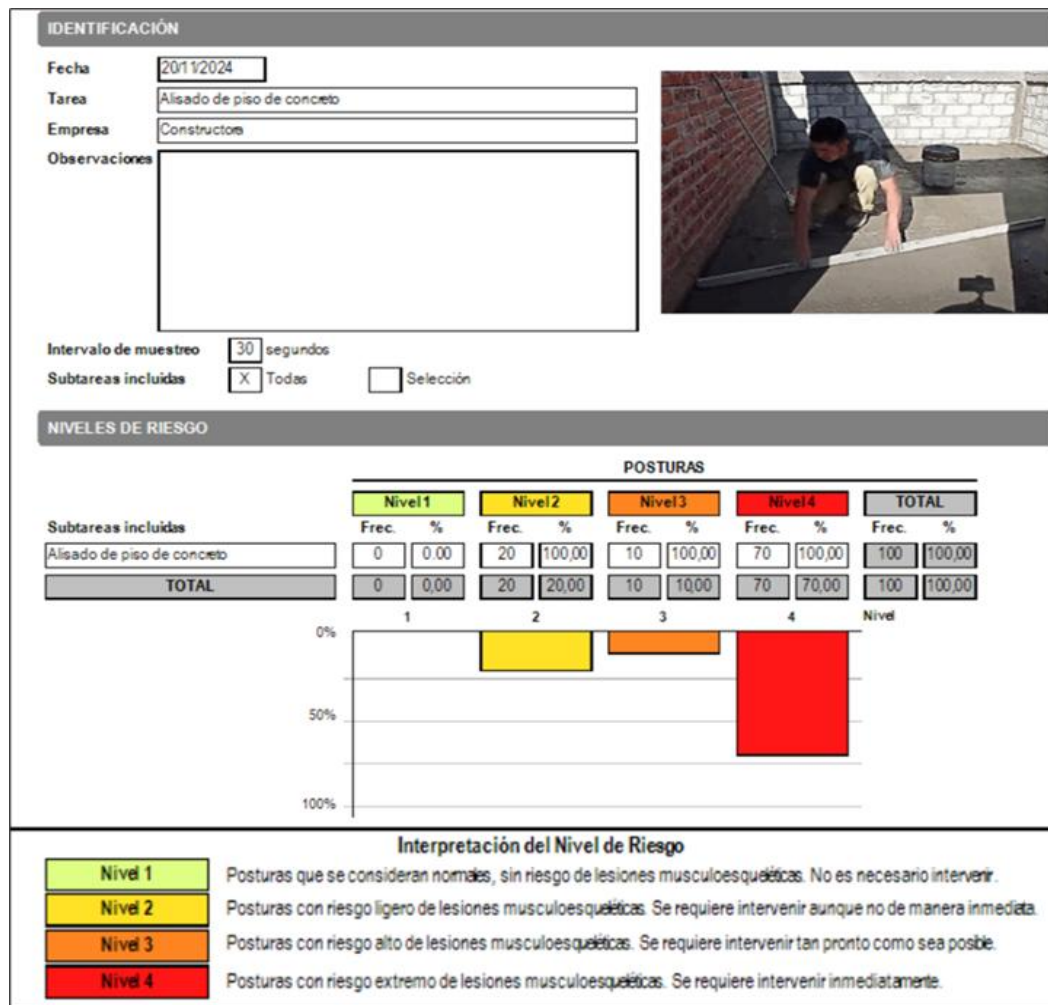 IDENTIFICACIÓN
Fecha 20/11/2024
Tarea Alisado de piso de concreto
Empresa Constructora
Observaciones
Intervalo de muestreo 30 segundos
Subtareas incluidas X Todas Selección
NIVELES DE RIESGO
POSTURAS
Nivel 1 Nivel 2 Nivel 3 Nivel 4 TOTAL
Subtareas incluidas Frec. % Frec. % Frec. % Frec. % Frec. %
Alisado de piso de concreto 0 0.00 20 100,00 10 100,00 70 100,00 100 100,00
TOTAL 0 0,00 20 20,00 10 10,00 70 70,00 100 100,00
1 2 3 4 Nivel
0%
50%
100%
Interpretación del Nivel de Riesgo
Nivel 1 Posturas que se consideran normales, sin riesgo de lesiones musculoesqueléticas. No es necesario intervenir.
Nivel 2 Posturas con riesgo ligero de lesiones musculoesqueléticas. Se requiere intervenir aunque no de manera inmediata.
Nivel 3 Posturas con riesgo alto de lesiones musculoesqueléticas. Se requiere intervenir tan pronto como sea posible.
Nivel 4 Posturas con riesgo extremo de lesiones musculoesqueléticas. Se requiere intervenir inmediatamente.